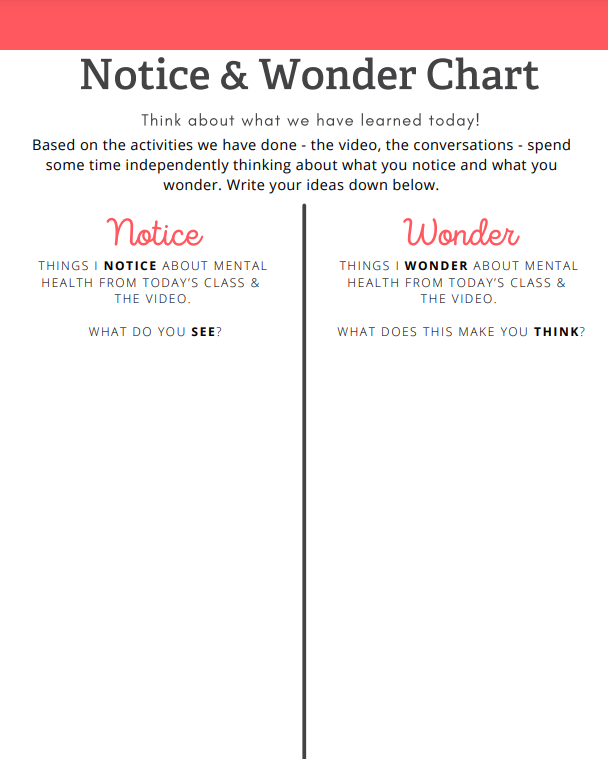 Notice & Wonder Chart
Think about what we have learned today!
Based on the activities we have done - the video, the conversations - spend
some time independently thinking about what you notice and what you
wonder. Write your ideas down below.
Notice
THINGS I NOTICE ABOUT MENTAL
HEALTH FROM TODAY'S CLASS &
THE VIDEO.
WHAT DO YOU SEE?
Wonder
THINGS I WONDER ABOUT MENTAL
HEALTH FROM TODAY'S CLASS &
THE VIDEO.
WHAT DOES THIS MAKE YOU THINK?